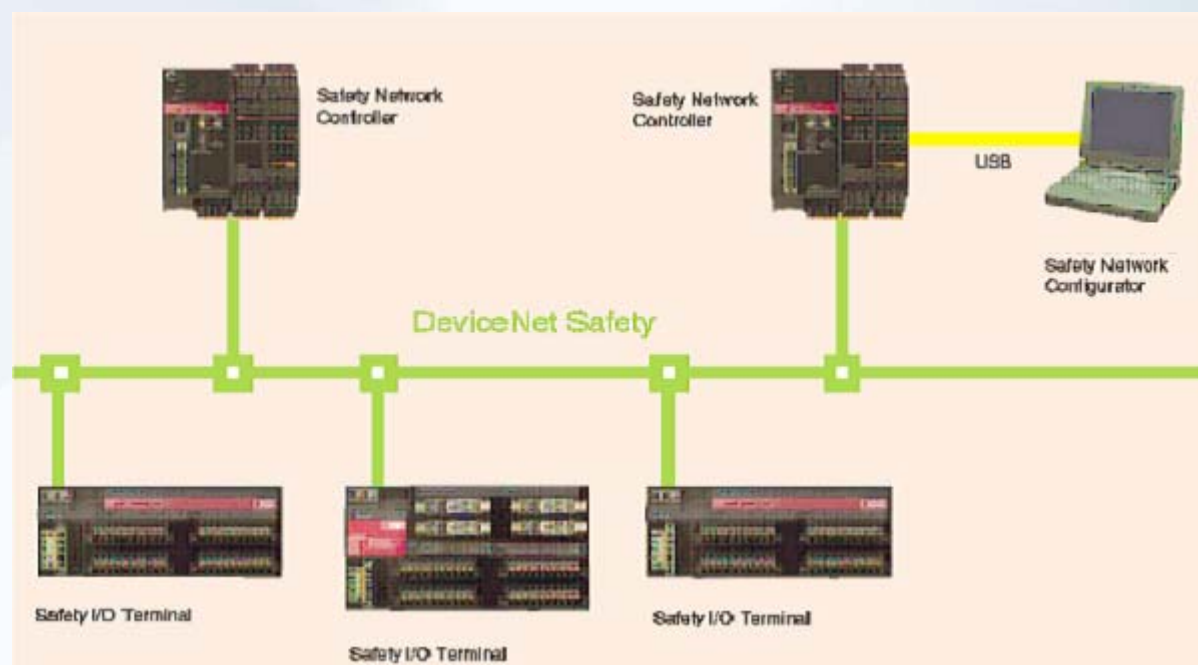 Safety Network
Controller
Safety Network
Controller
USB
Safety Network
Configurator
DeviceNet Safety
Safety I/O Terminal
Safety I/O Terminal
Safety I/O Terminal